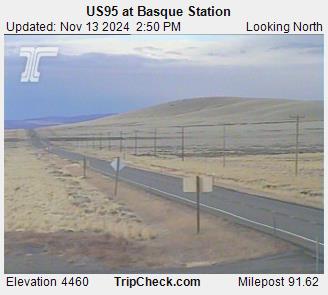 US95 at Basque Station
Updated: Nov 13 2024 2:50 PM Looking North
Elevation 4460 TripCheck.com Milepost 91.62